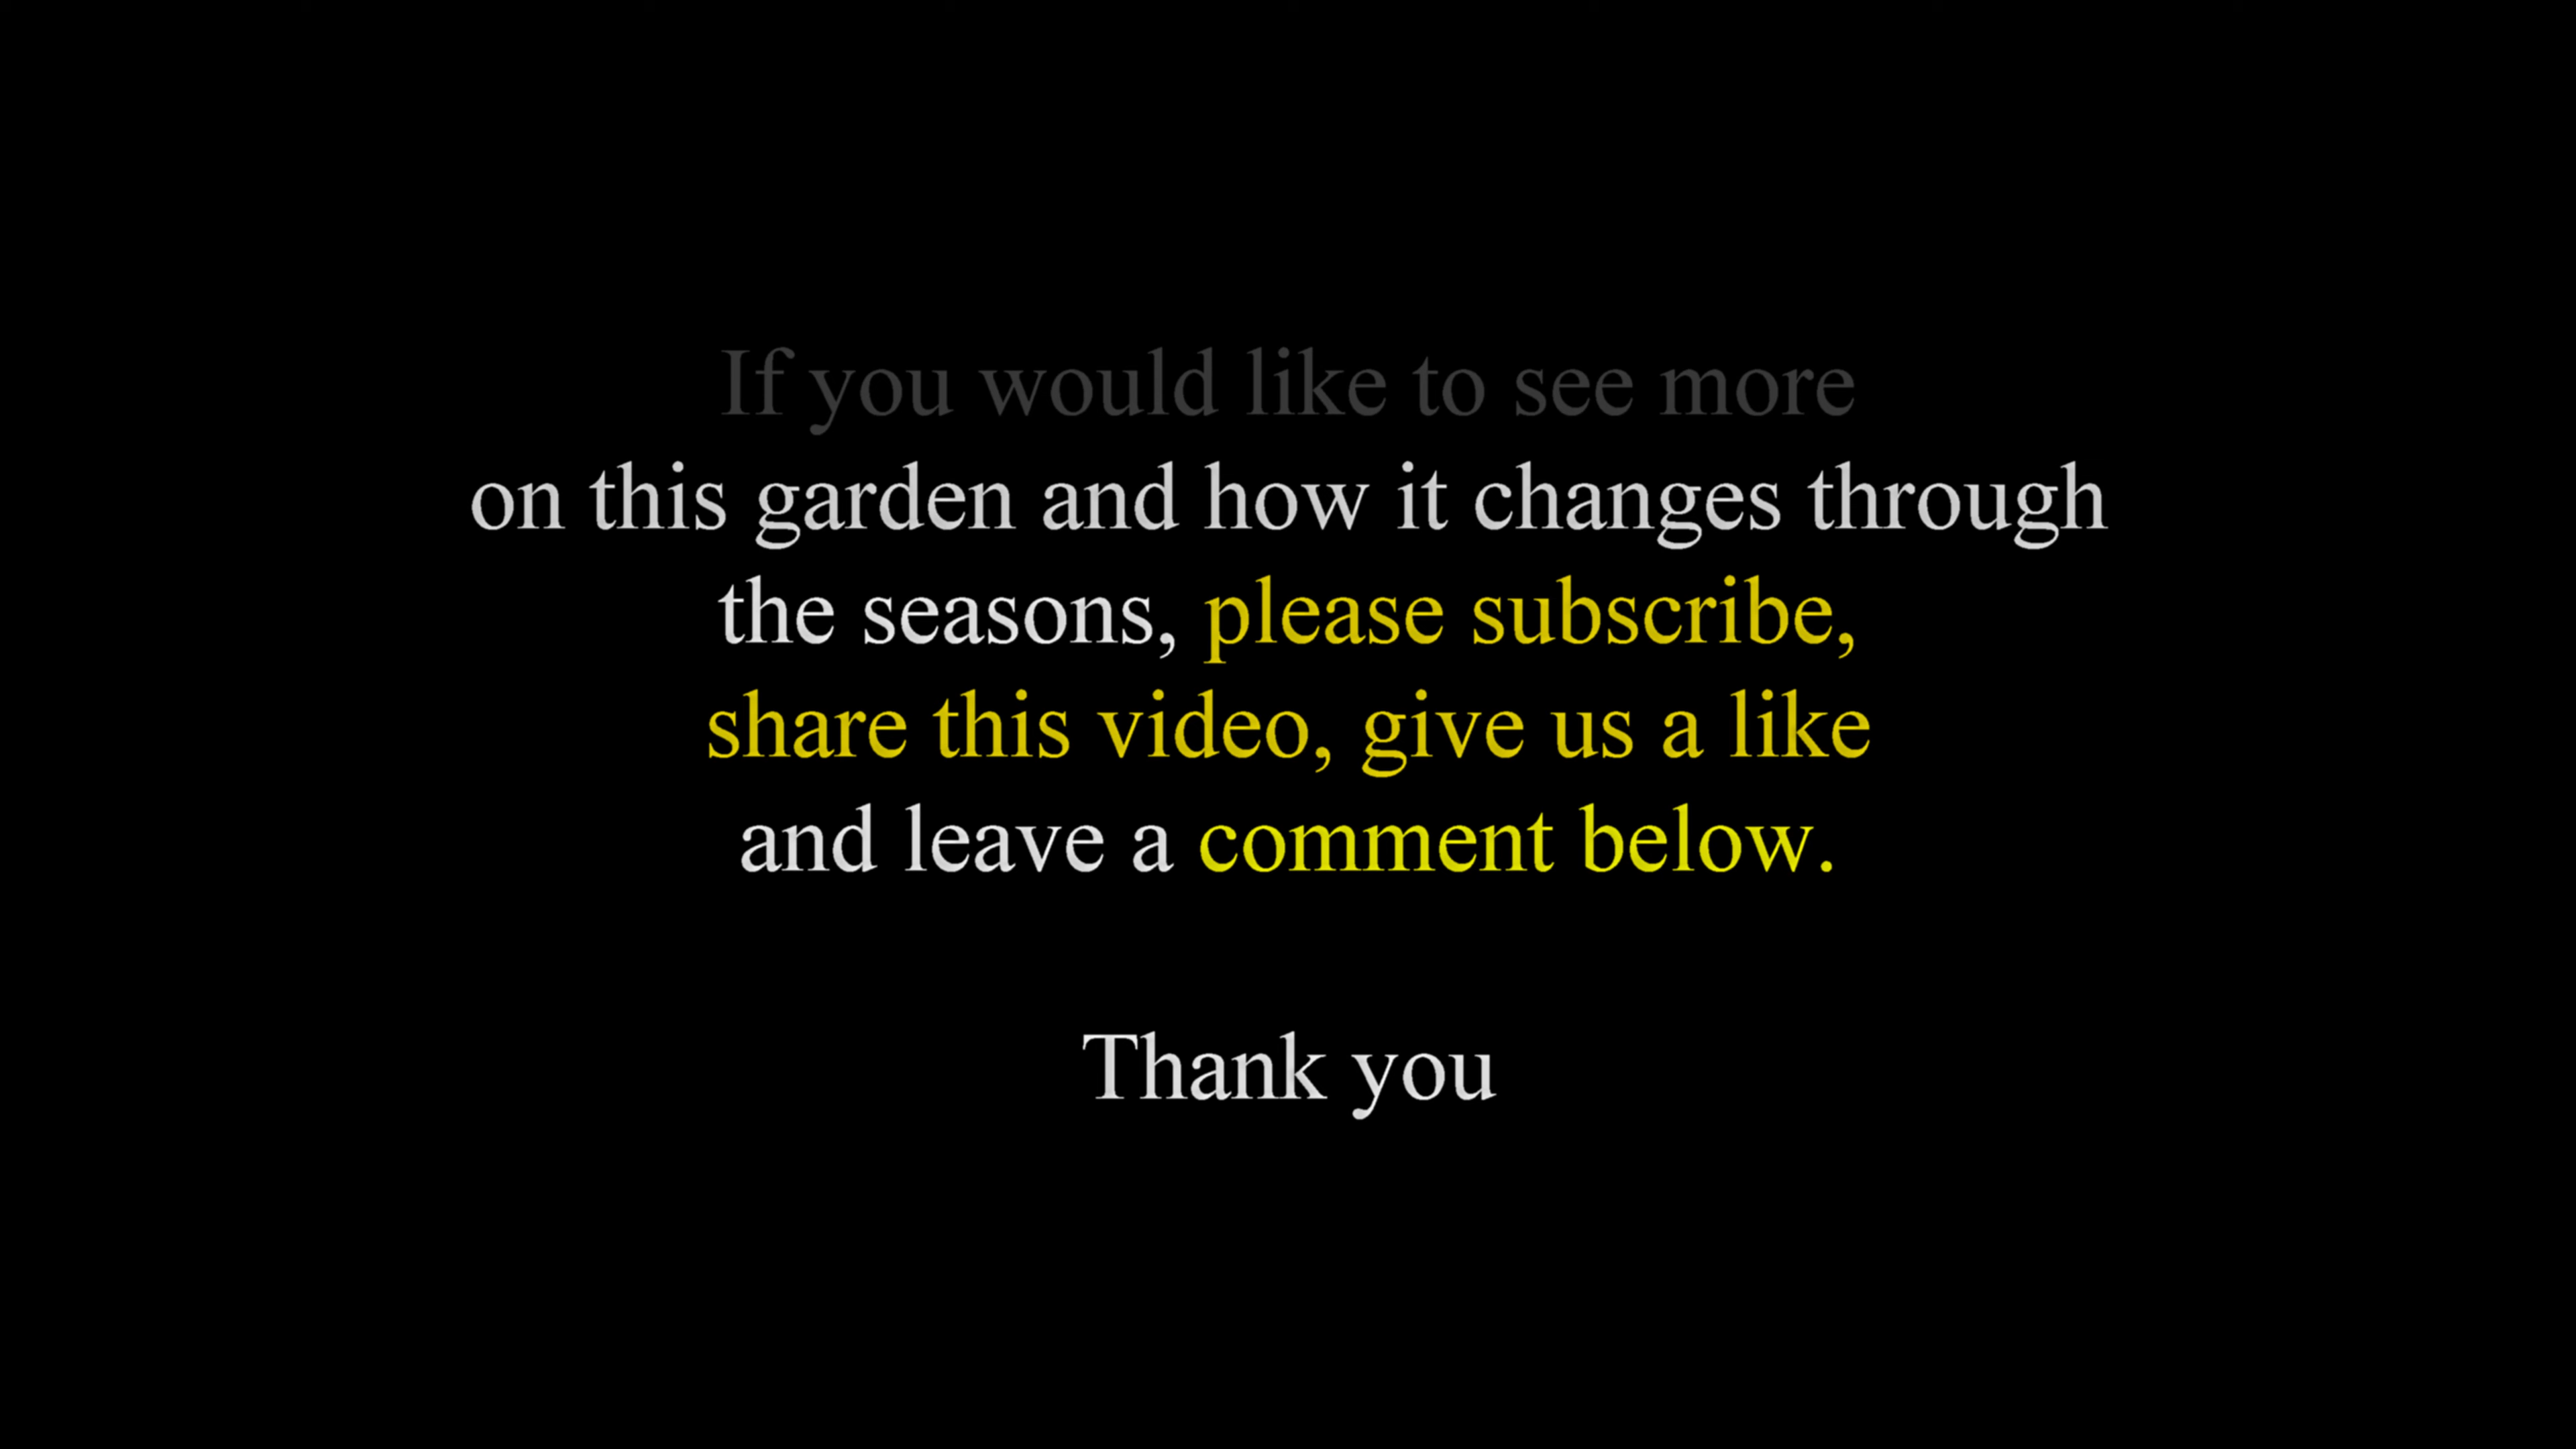 If you would like to see more
on this garden and how it changes through
the seasons, please subscribe,
share this video, give us a like
and leave a comment below.
Thank you